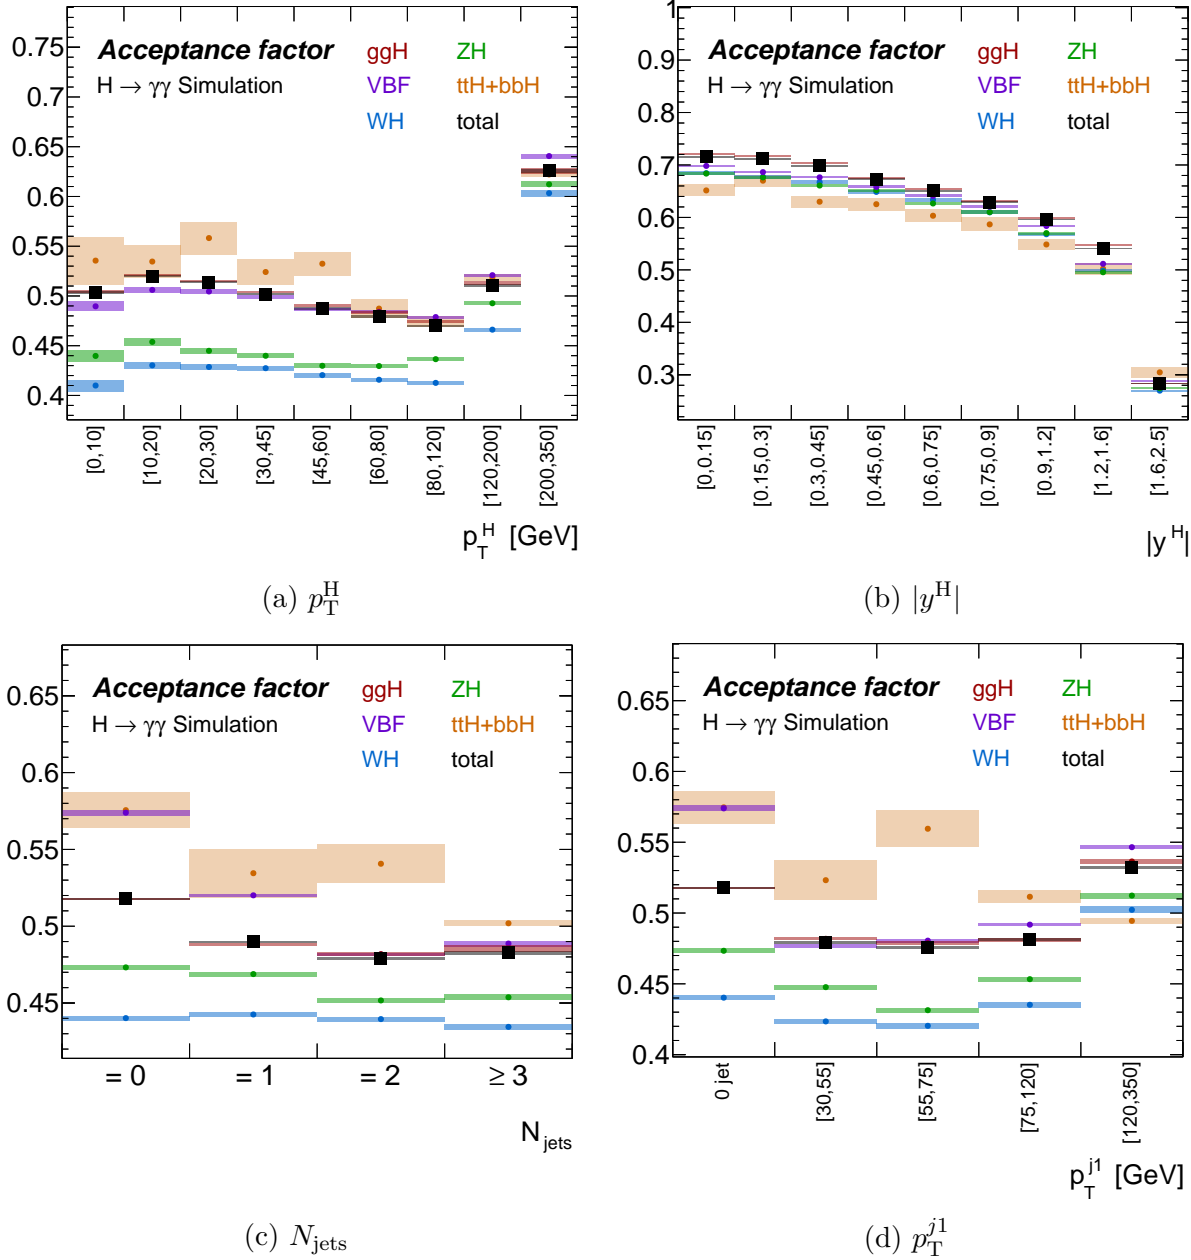 Acceptance factor
H → γγ Simulation
ggH
ZH
VBF
ttH+bbH
WH
total
0.75
0.7
0.65
0.6
0.55
0.5
0.45
0.4
[0,10]
[10,20]
[20,30]
[30,45]
[45,60]
[60,80]
[80,120]
[120,200]
[200,350]
p_T^H [GeV]
(a) p_T^H
Acceptance factor
H → γγ Simulation
ggH
ZH
VBF
ttH+bbH
WH
total
1
0.9
0.8
0.7
0.6
0.5
0.4
0.3
[0,0.15]
[0.15,0.3]
[0.3,0.45]
[0.45,0.6]
[0.6,0.75]
[0.75,0.9]
[0.9,1.2]
[1.2,1.6]
[1.6,2.5]
|y^H|
(b) |y^H|
Acceptance factor
H → γγ Simulation
ggH
ZH
VBF
ttH+bbH
WH
total
0.65
0.6
0.55
0.5
0.45
= 0
= 1
= 2
≥ 3
N_jets
(c) N_jets
Acceptance factor
H → γγ Simulation
ggH
ZH
VBF
ttH+bbH
WH
total
0.65
0.6
0.55
0.5
0.45
0.4
0 jet
[30,55]
[55,75]
[75,120]
[120,350]
p_T^j1 [GeV]
(d) p_T^j1